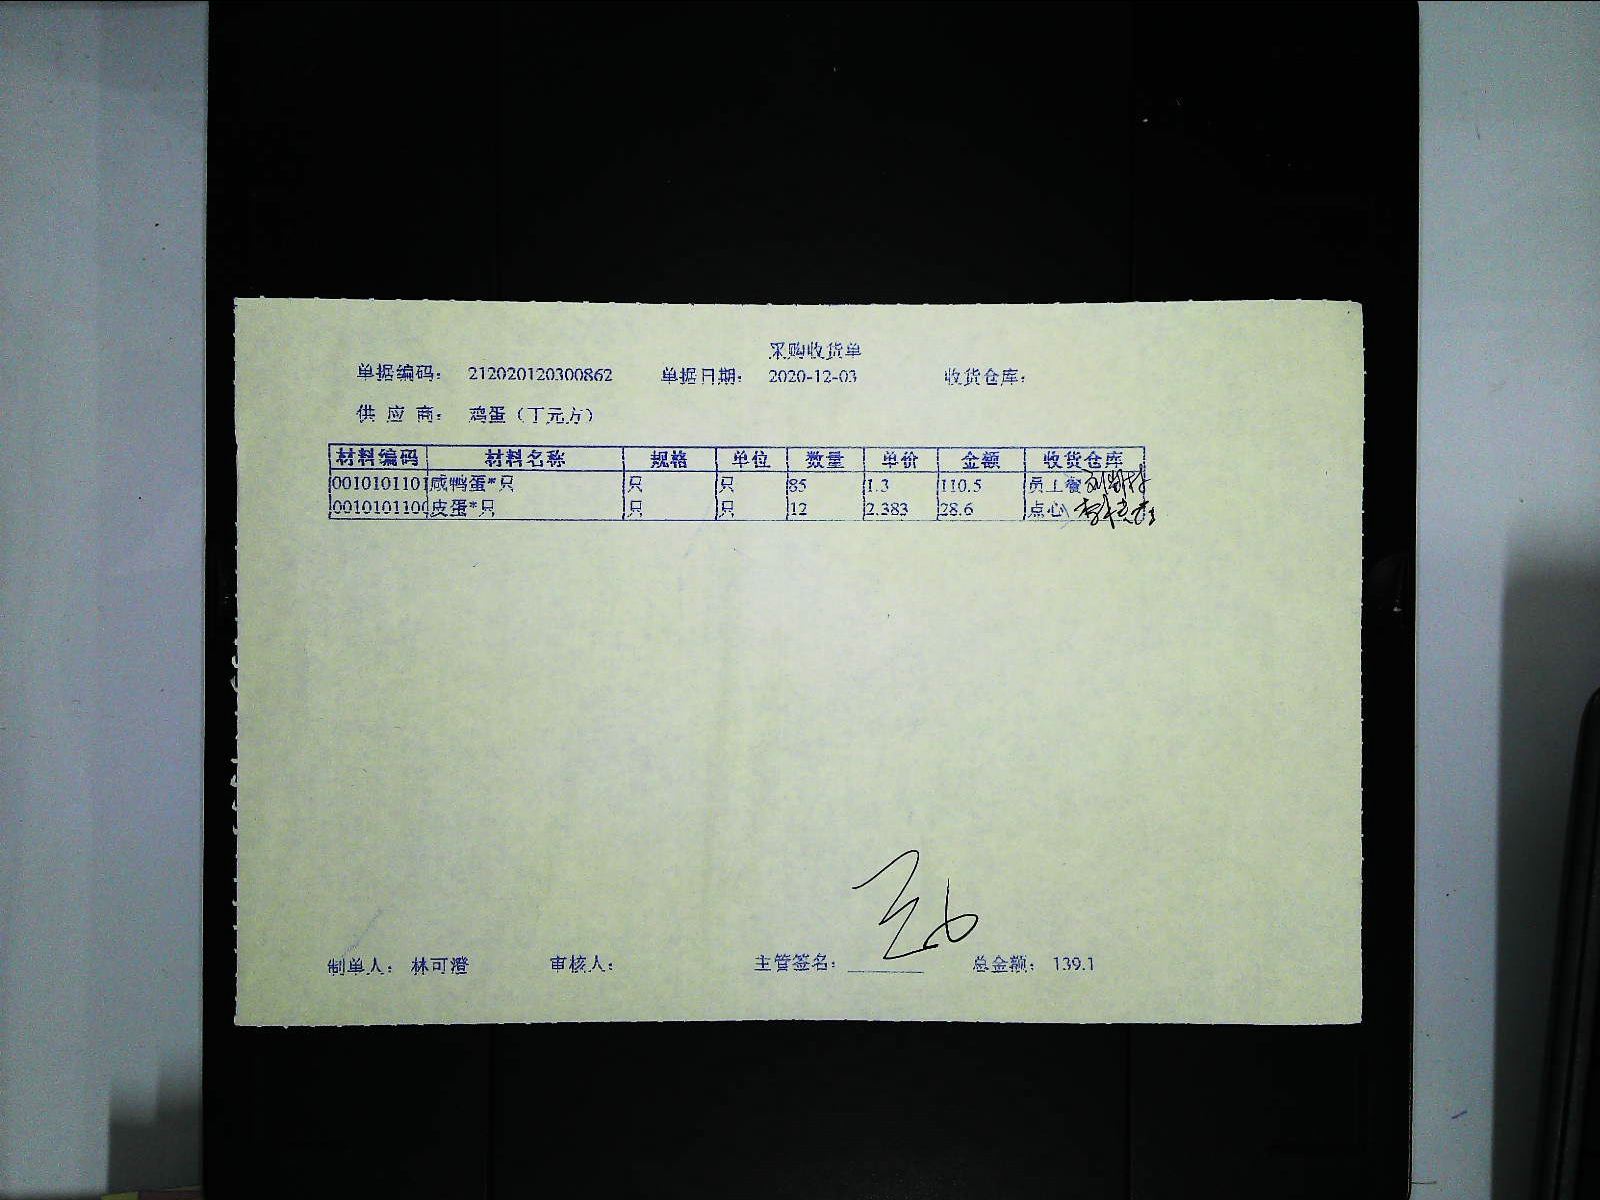 采购收货单
单据编码： 212020120300862 单据日期： 2020-12-03 收货仓库：
供 应 商： 鸡蛋（丁元方）
材料编码 材料名称 规格 单位 数量 单价 金额 收货仓库
0010101101 咸鸭蛋*只 只 只 85 1.3 110.5 员工餐
0010101100 皮蛋*只 只 只 12 2.383 28.6 点心
制单人： 林可澄 审核人： 主管签名： 总金额： 139.1